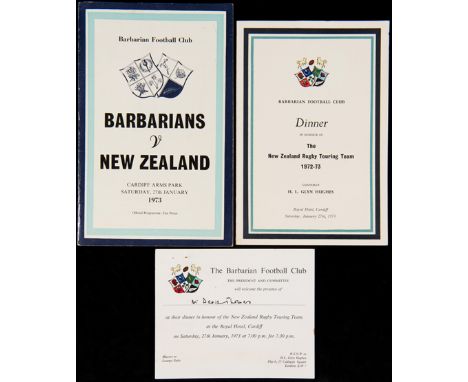 Barbarian Football Club
BARBARIANS
v
NEW ZEALAND
CARDIFF ARMS PARK
SATURDAY, 27th JANUARY
1973
BARBARIAN FOOTBALL CLUB
Dinner
IN HONOUR OF
The
New Zealand Rugby Touring Team
1972-73
H. L. GLYN HUGHES
Royal Hotel, Cardiff
Saturday, January 27th, 1973
The Barbarian Football Club
THE PRESIDENT AND COMMITTEE
will welcome the presence of
at their dinner in honour of the New Zealand Rugby Touring Team
at the Royal Hotel, Cardiff
on Saturday, 27th January, 1973 at 7.00 p.m. for 7.30 p.m.
R.S.V.P. to
H.L. Glyn Hughes